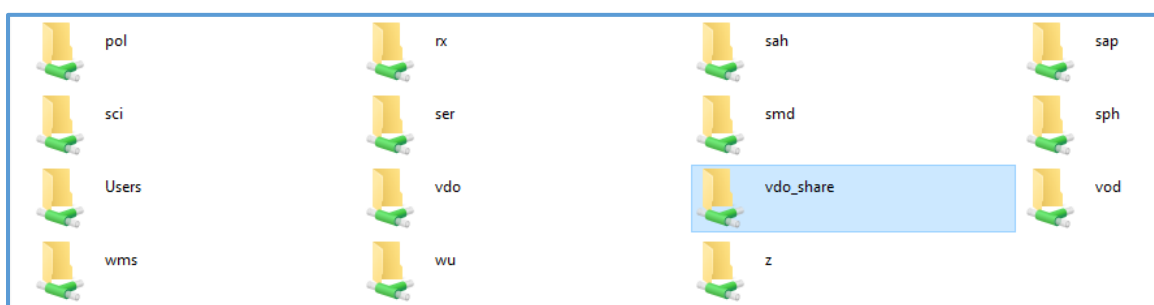 pol rx sah sap
sci ser smd sph
Users vdo vdo_share vod
wms wu z